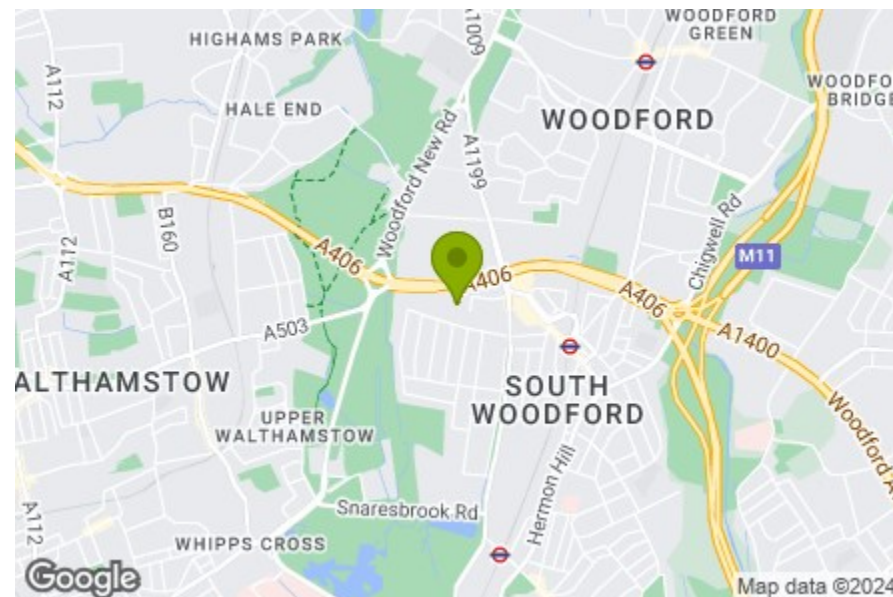 WOODFORD
GREEN
HIGHAMS PARK
A1009
A112
WOODFO
BRIDGE
HALE END
WOODFORD
Woodford New Rd
A1199
Chigwell Rd
B160
A112
A406
M11
A406
A406
A503
A1400
ALTHAMSTOW
SOUTH
WOODFORD
Woodford A
UPPER
WALTHAMSTOW
Hermon Hill
Snaresbrook Rd
A112
WHIPPS CROSS
Google
Map data ©2024